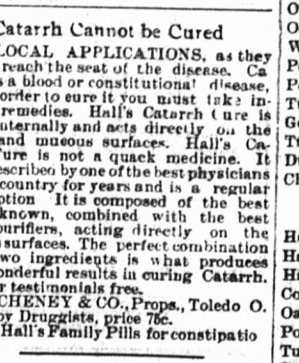 Catarrh Cannot be Cured
LOCAL APPLICATIONS, as they
reach the seat of the disease. Ca
s a blood or constitutional disease,
order to cure it you must take in-
remedies. Hall's Catarrh Cure is
nternally and acts directly on the
and mucous surfaces. Hall's Ca-
ure is not a quack medicine. It
escribed by one of the best physicians
country for years and is a regular
ption It is composed of the best
known, combined with the best
purifiers, acting directly on the
surfaces. The perfect combination
two ingredients is what produces
onderful results in curing Catarrh.
r testimonials free.
CHENEY & CO., Props., Toledo O.
by Druggists, price 75c.
Hall's Family Pills for constipatio